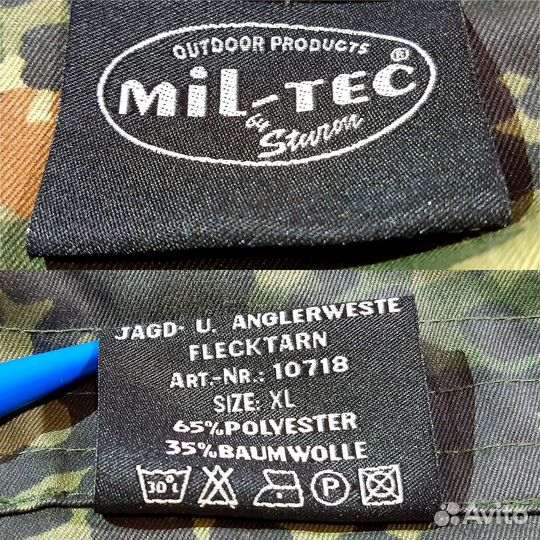 OUTDOOR PRODUCTS
MiL-TEC ®
by Sturm
JAGD- U. ANGLERWESTE
FLECKTARN
ART.-NR.: 10718
SIZE: XL
65%POLYESTER
35%BAUMWOLLE
30°L P
Avito